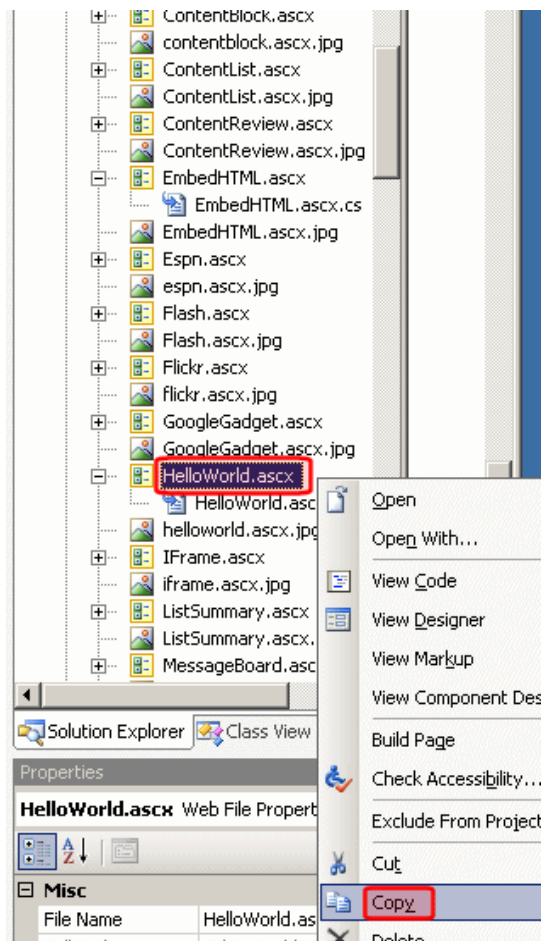 ContentBlock.ascx
contentblock.ascx.jpg
ContentList.ascx
ContentList.ascx.jpg
ContentReview.ascx
ContentReview.ascx.jpg
EmbedHTML.ascx
EmbedHTML.ascx.cs
EmbedHTML.ascx.jpg
Espn.ascx
espn.ascx.jpg
Flash.ascx
Flash.ascx.jpg
Flickr.ascx
flickr.ascx.jpg
GoogleGadget.ascx
GoogleGadget.ascx.jpg
HelloWorld.ascx
HelloWorld.asc
helloworld.ascx.jpg
IFrame.ascx
iframe.ascx.jpg
ListSummary.ascx
ListSummary.ascx.
MessageBoard.asc
Solution Explorer
Class View
Properties
HelloWorld.ascx Web File Propert
Misc
File Name HelloWorld.as
Open
Open With...
View Code
View Designer
View Markup
View Component Des
Build Page
Check Accessibility...
Exclude From Project
Cut
Copy
Delete